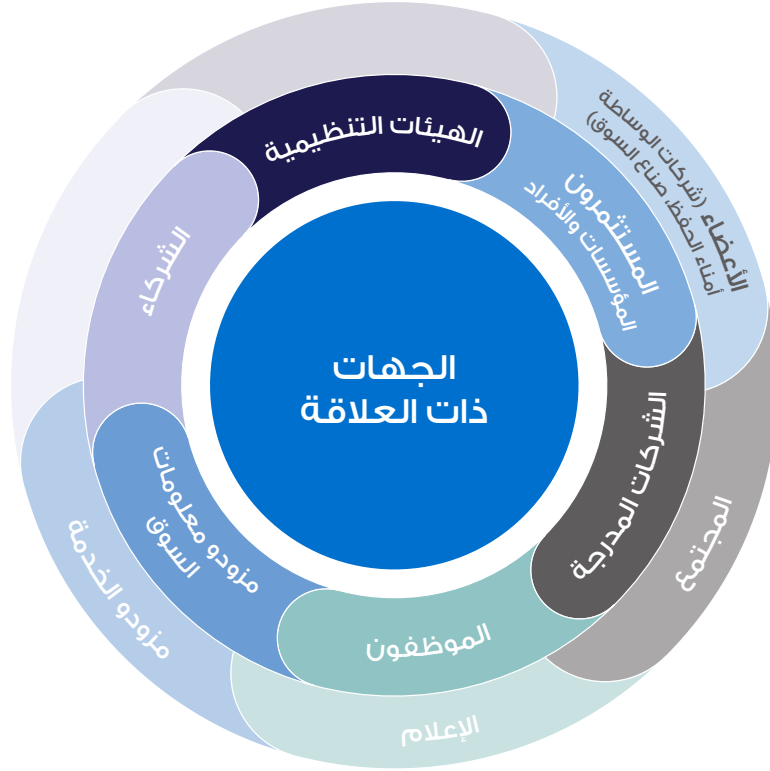 الجهات
ذات العلاقة
الهيئات التنظيمية
المستثمرون
المؤسسات والأفراد
الشركات المدرجة
الموظفون
مزودو معلومات
السوق
الشركاء
الأعضاء (شركات الوساطة
أمناء الحفظ، صناع السوق)
المجتمع
الإعلام
مزودو الخدمة